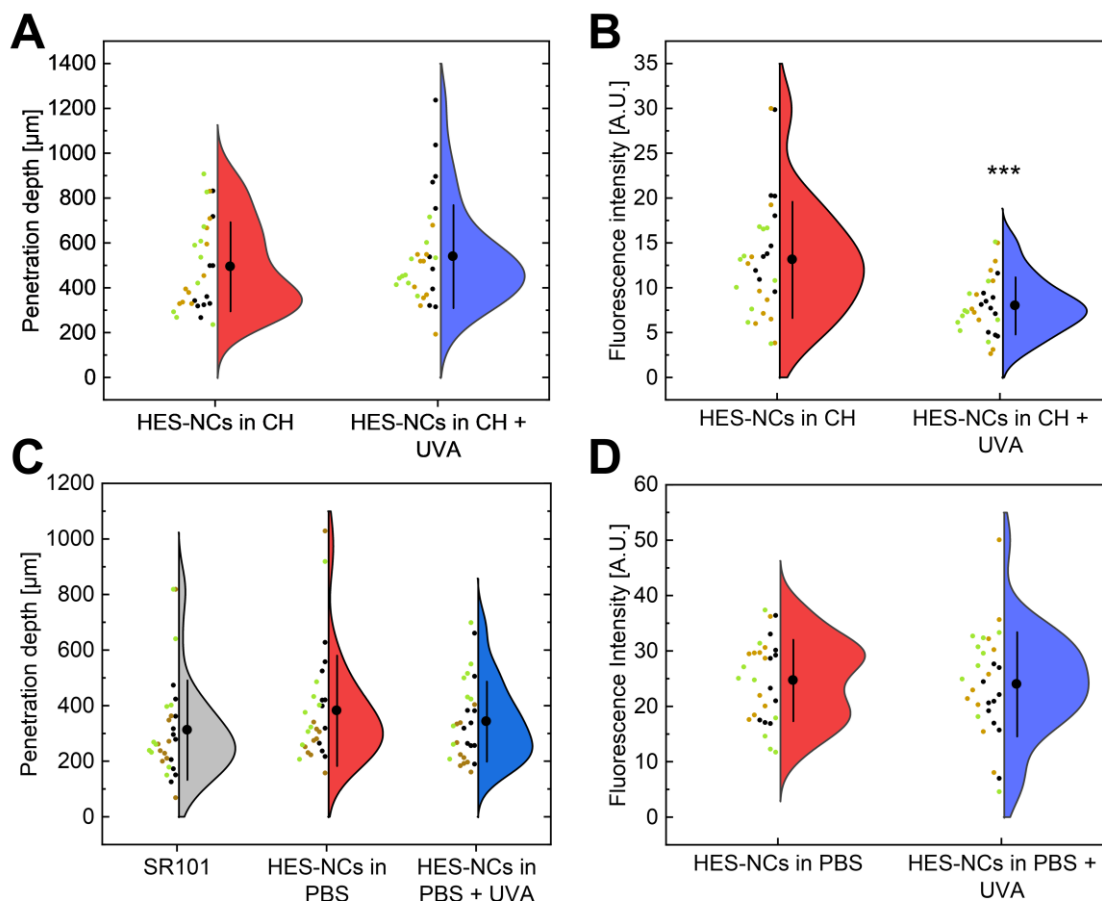 A
Penetration depth [µm]
1400
1200
1000
800
600
400
200
0
HES-NCs in CH
HES-NCs in CH +
UVA
B
Fluorescence intensity [A.U.]
35
30
25
20
15
10
5
0
***
HES-NCs in CH
HES-NCs in CH +
UVA
C
Penetration depth [µm]
1200
1000
800
600
400
200
0
SR101
HES-NCs in
PBS
HES-NCs in
PBS + UVA
D
Fluorescence Intensity [A.U.]
60
50
40
30
20
10
0
HES-NCs in PBS
HES-NCs in PBS +
UVA